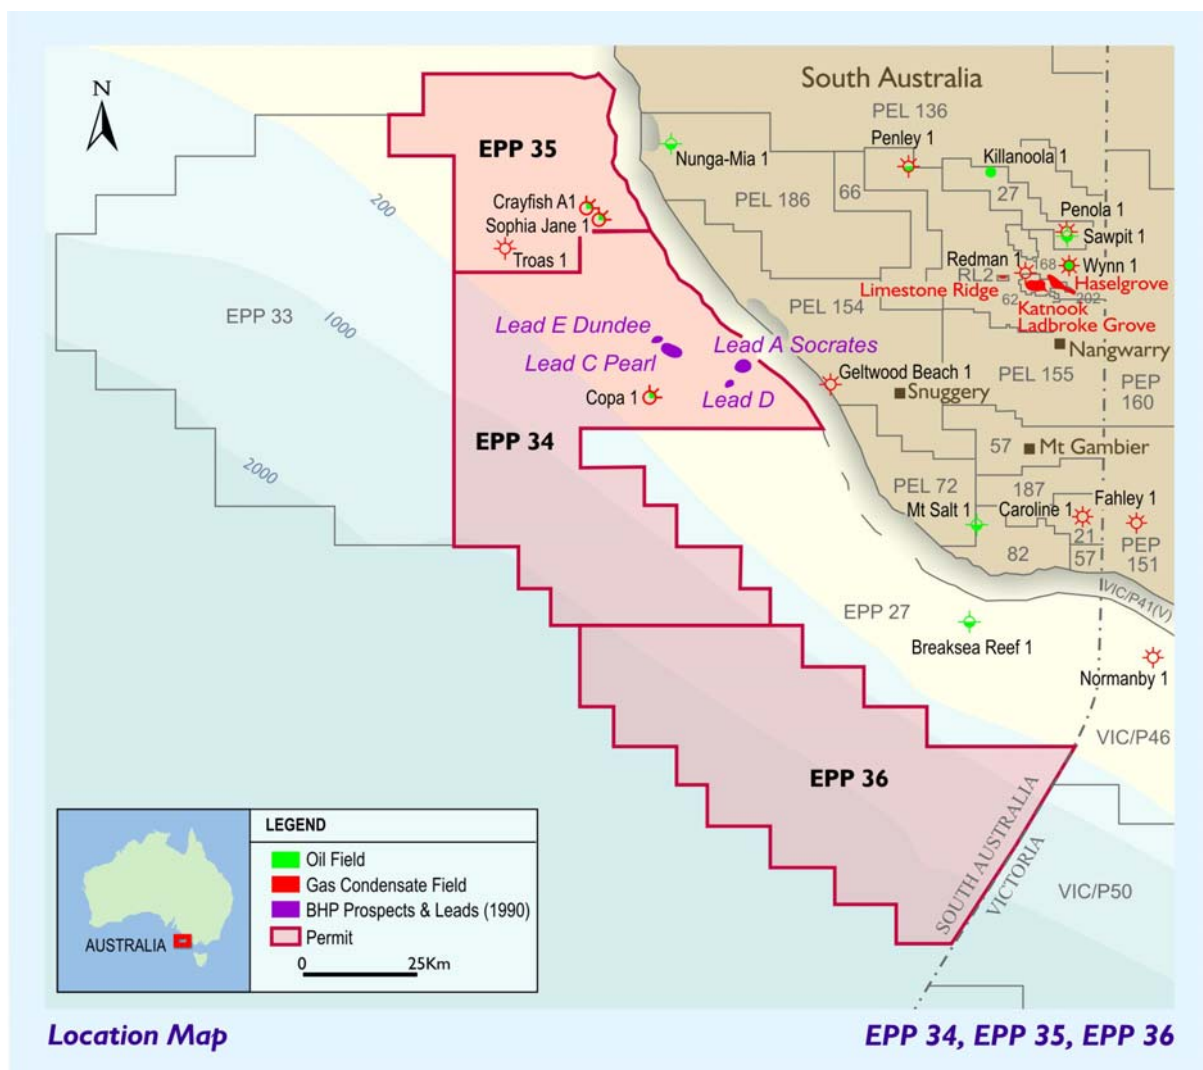 N
South Australia
PEL 136
Penley 1
Killanoola 1
EPP 35
Nunga-Mia 1
66
27
PEL 186
200
Crayfish A1
Sophia Jane 1
Troas 1
Penola 1
Sawpit 1
Redman 1
168
Wynn 1
RL2
Limestone Ridge
62
202
Haselgrove
Katnook
Ladbroke Grove
PEL 154
EPP 33
1000
Lead E Dundee
Lead C Pearl
Lead A Socrates
Lead D
Copa 1
Nangwarry
Geltwood Beach 1
Snuggery
PEL 155
PEP
160
EPP 34
2000
57
Mt Gambier
PEL 72
187
Mt Salt 1
Caroline 1
Fahley 1
21
82
57
PEP
151
VIC/P41(V)
EPP 27
Breaksea Reef 1
Normanby 1
VIC/P46
EPP 36
SOUTH AUSTRALIA
VICTORIA
VIC/P50
AUSTRALIA
LEGEND
Oil Field
Gas Condensate Field
BHP Prospects & Leads (1990)
Permit
0 25Km
Location Map
EPP 34, EPP 35, EPP 36